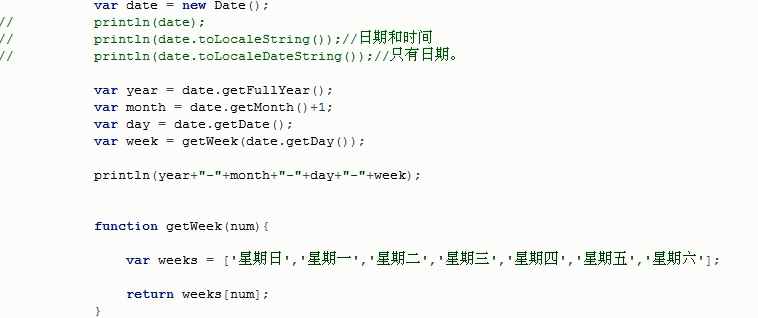 var date = new Date();
// println(date);
// println(date.toLocaleString());//日期和时间
// println(date.toLocaleDateString());//只有日期。
var year = date.getFullYear();
var month = date.getMonth()+1;
var day = date.getDate();
var week = getWeek(date.getDay());
println(year+"-"+month+"-"+day+"-"+week);
function getWeek(num){
var weeks = ['星期日','星期一','星期二','星期三','星期四','星期五','星期六'];
return weeks[num];
}